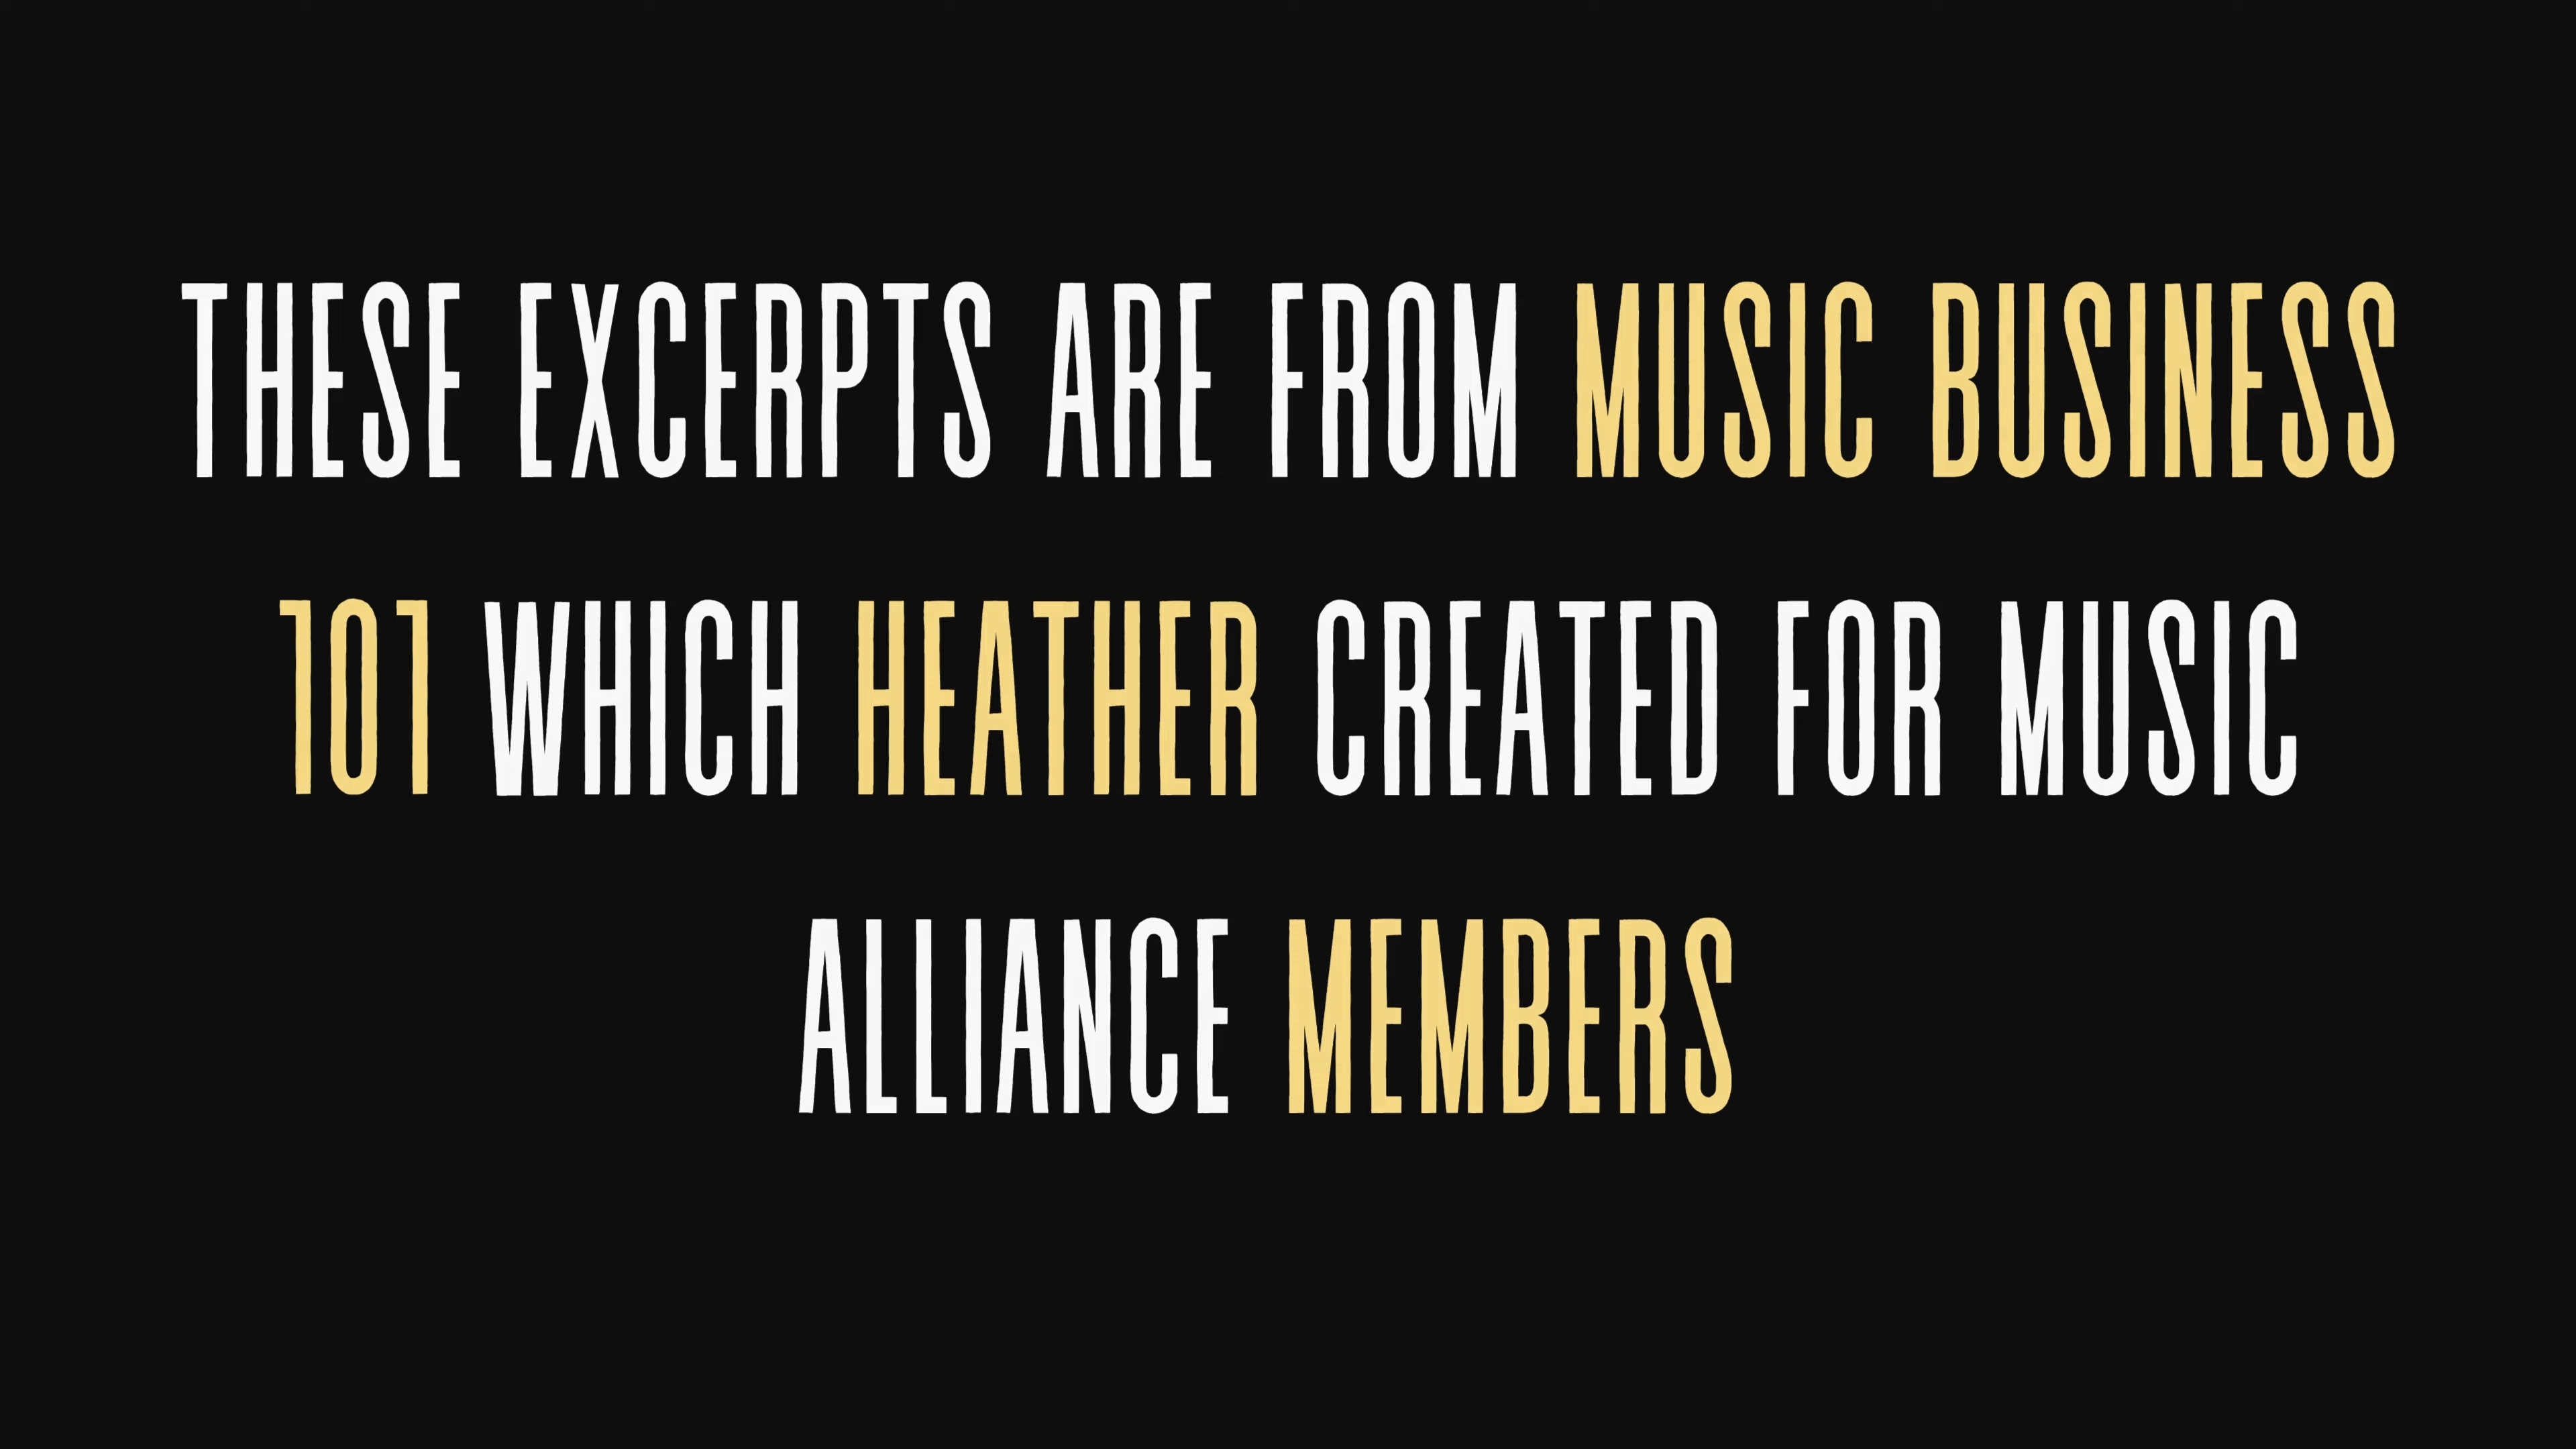 THESE EXCERPTS ARE FROM MUSIC BUSINESS
101 WHICH HEATHER CREATED FOR MUSIC
ALLIANCE MEMBERS